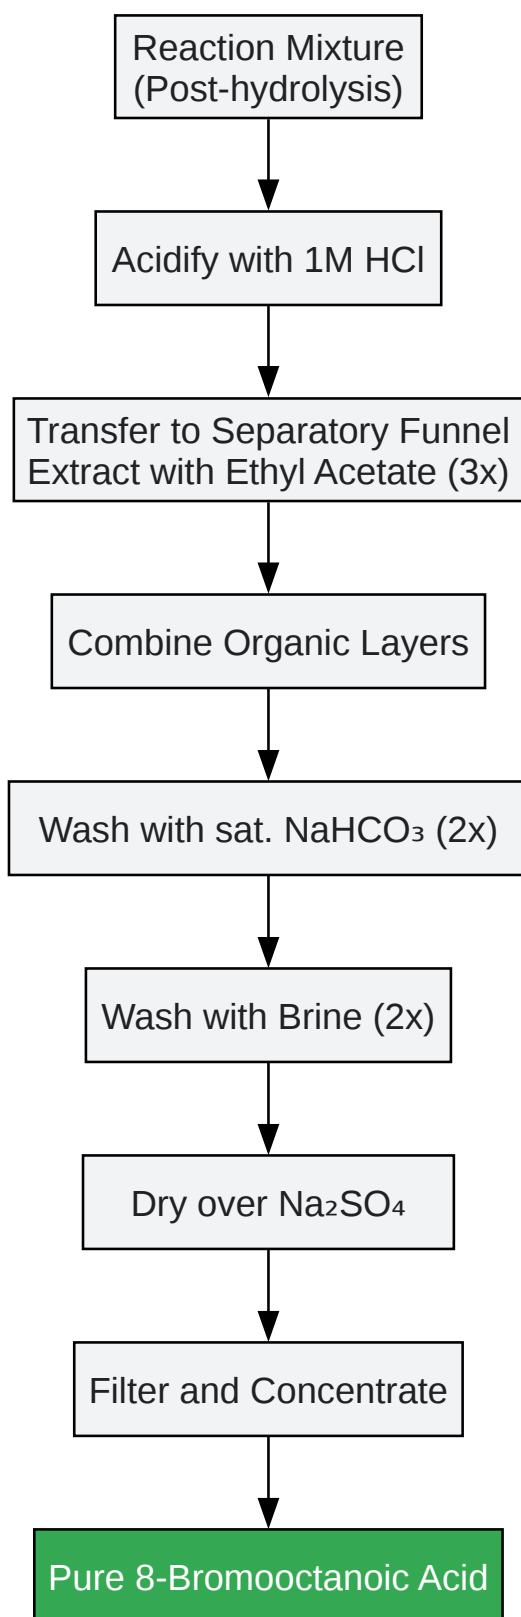 Reaction Mixture
(Post-hydrolysis)
Acidify with 1M HCl
Transfer to Separatory Funnel
Extract with Ethyl Acetate (3x)
Combine Organic Layers
Wash with sat. NaHCO₃ (2x)
Wash with Brine (2x)
Dry over Na₂SO₄
Filter and Concentrate
Pure 8-Bromooctanoic Acid